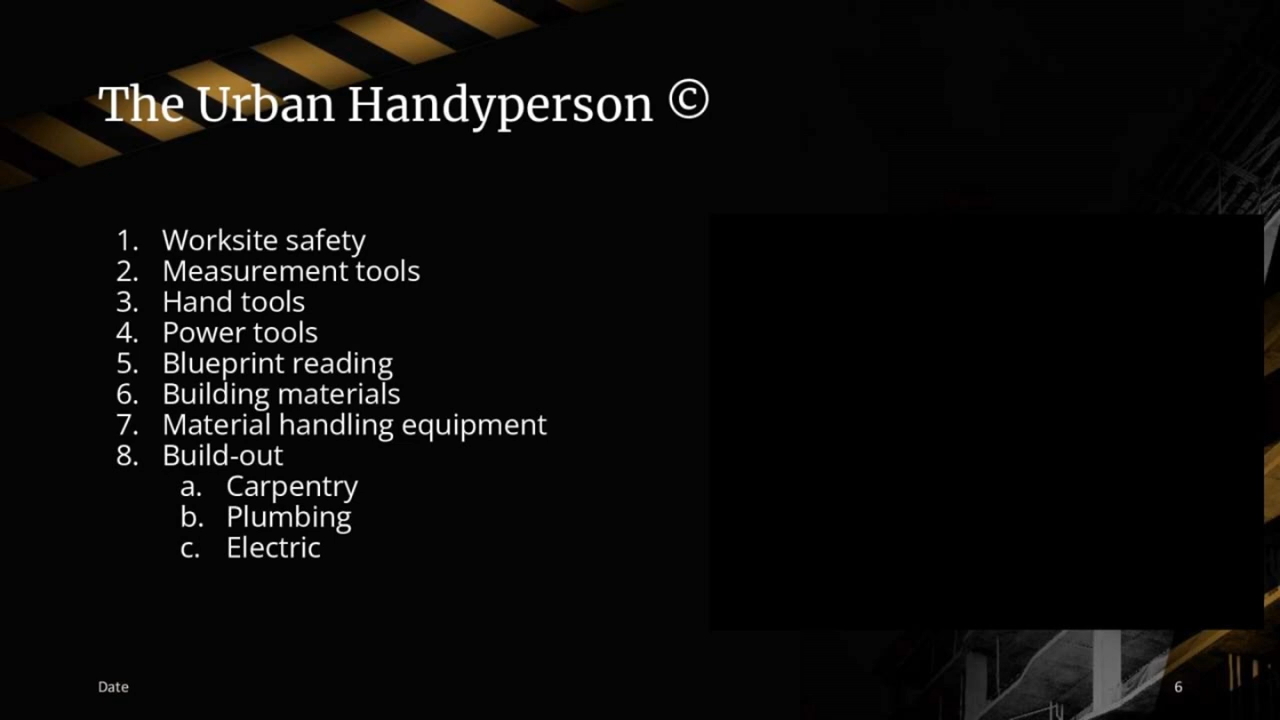 The Urban Handyperson ©
1. Worksite safety
2. Measurement tools
3. Hand tools
4. Power tools
5. Blueprint reading
6. Building materials
7. Material handling equipment
8. Build-out
a. Carpentry
b. Plumbing
c. Electric
Date
6